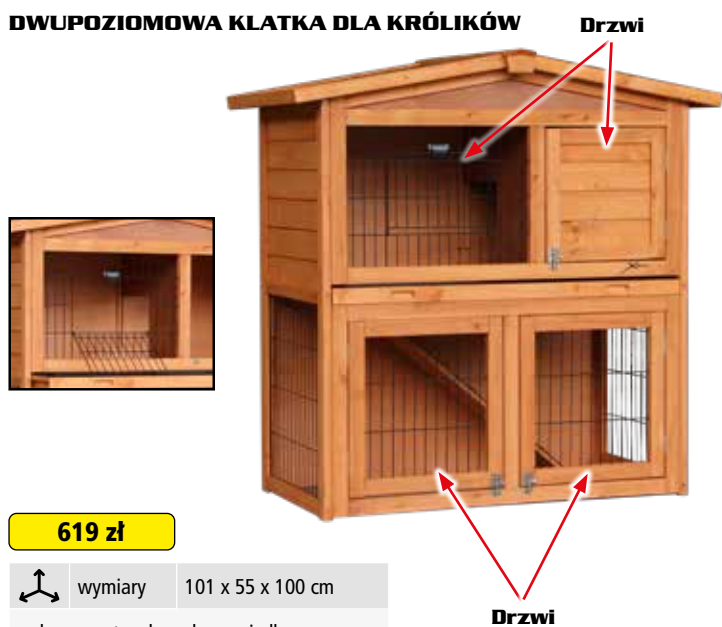 DWUPOZIOMOWA KLATKA DLA KRÓLIKÓW
Drzwi
619 zł
wymiary 101 x 55 x 100 cm
Drzwi